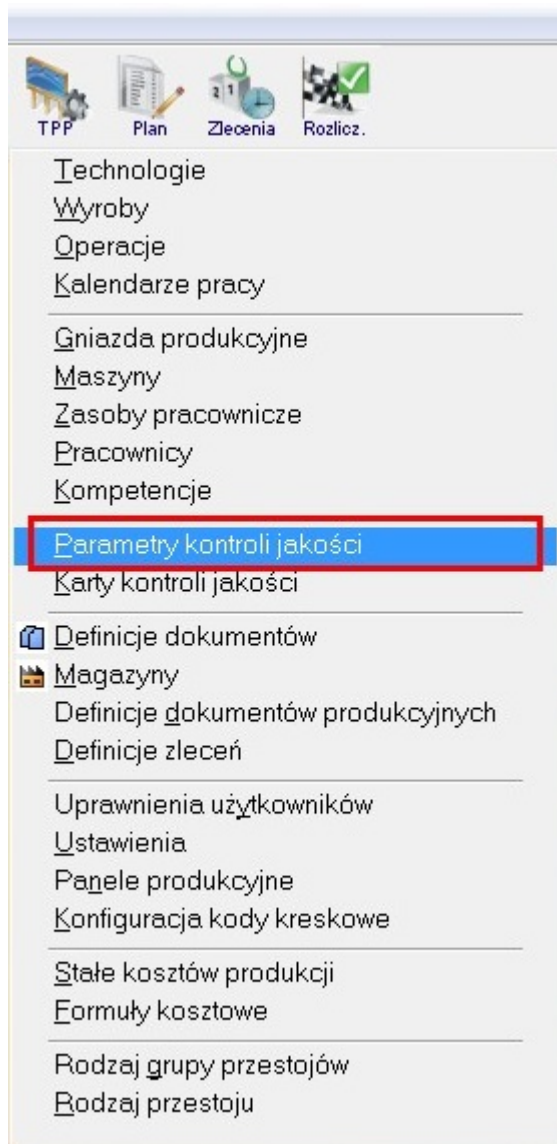 TPP Plan Zlecenia Rozlicz.
Technologie
Wyroby
Operacje
Kalendarze pracy
Gniazda produkcyjne
Maszyny
Zasoby pracownicze
Pracownicy
Kompetencje
Parametry kontroli jakości
Karty kontroli jakości
Definicje dokumentów
Magazyny
Definicje dokumentów produkcyjnych
Definicje zleceń
Uprawnienia użytkowników
Ustawienia
Panele produkcyjne
Konfiguracja kody kreskowe
Stałe kosztów produkcji
Formuły kosztowe
Rodzaj grupy przestojów
Rodzaj przestoju